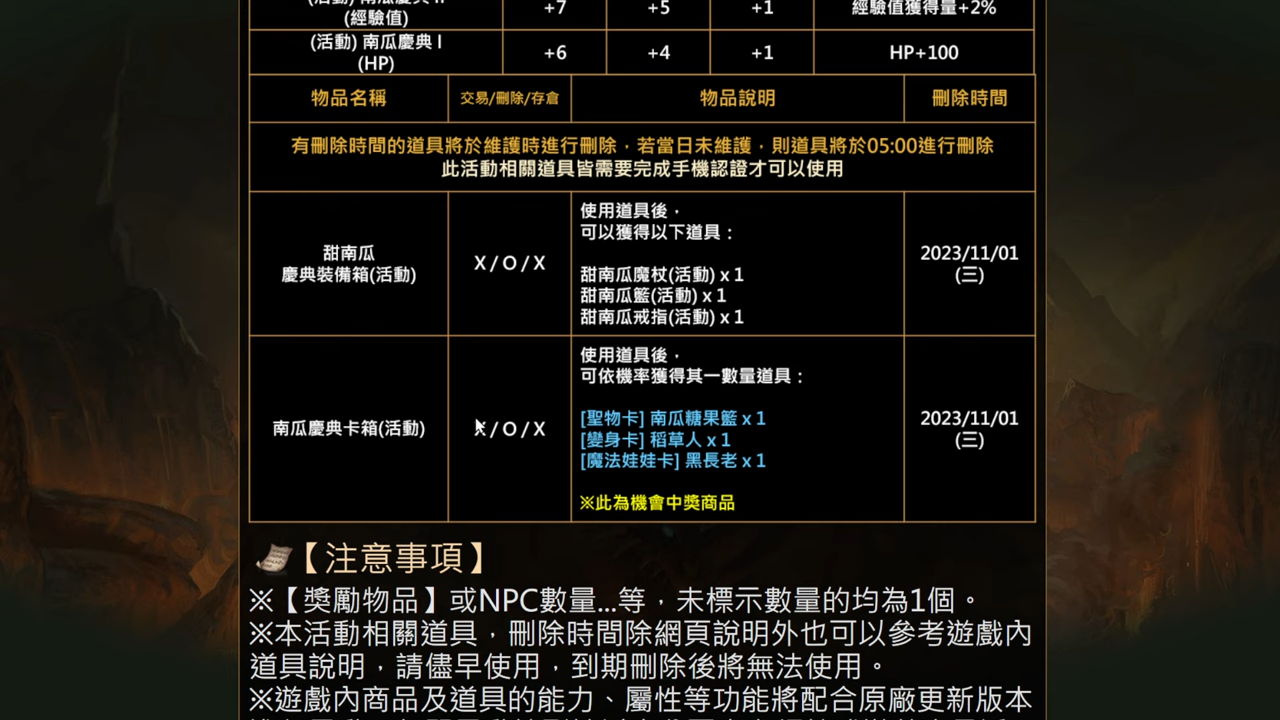 (經驗值)
+7 +5 +1 經驗值獲得量+2%
(活動) 南瓜慶典 I
(HP)
+6 +4 +1 HP+100
物品名稱 交易/刪除/存倉 物品說明 刪除時間
有刪除時間的道具將於維護時進行刪除，若當日未維護，則道具將於05:00進行刪除
此活動相關道具皆需要完成手機認證才可以使用
甜南瓜
慶典裝備箱(活動)
X / O / X
使用道具後，
可以獲得以下道具：
甜南瓜魔杖(活動) x 1
甜南瓜籃(活動) x 1
甜南瓜戒指(活動) x 1
2023/11/01
(三)
南瓜慶典卡箱(活動)
X / O / X
使用道具後，
可依機率獲得其一數量道具：
[聖物卡] 南瓜糖果籃 x 1
[變身卡] 稻草人 x 1
[魔法娃娃卡] 黑長老 x 1
※此為機會中獎商品
2023/11/01
(三)
【注意事項】
※【獎勵物品】或NPC數量...等，未標示數量的均為1個。
※本活動相關道具，刪除時間除網頁說明外也可以參考遊戲內
道具說明，請儘早使用，到期刪除後將無法使用。
※遊戲內商品及道具的能力、屬性等功能將配合原廠更新版本